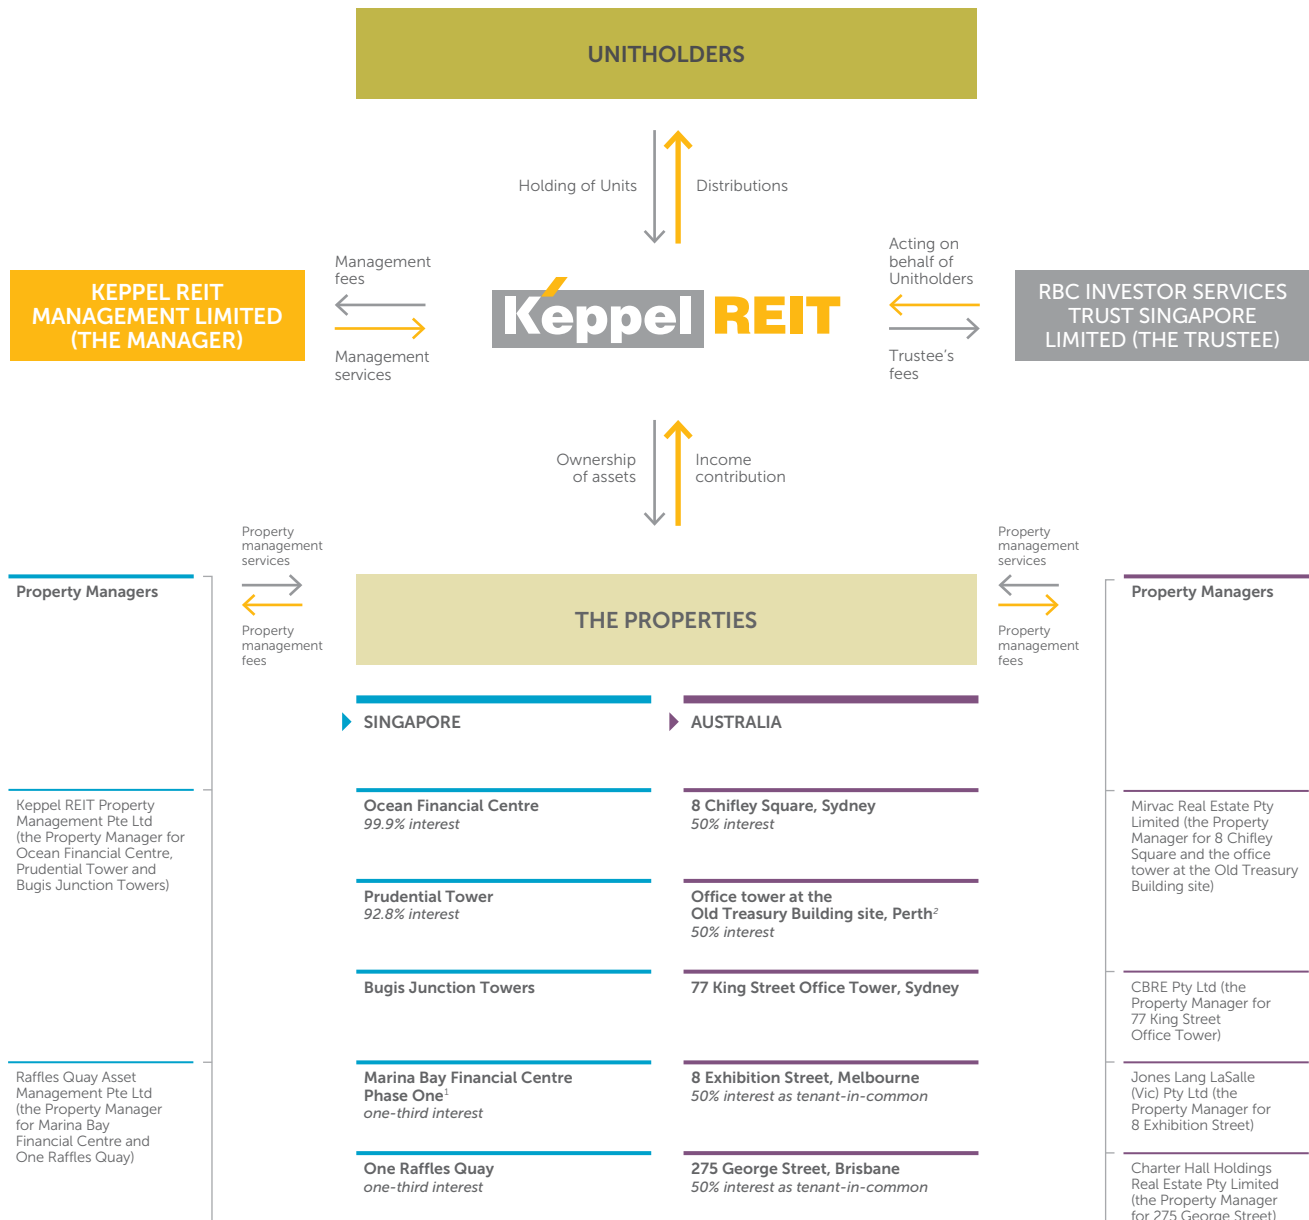 UNITHOLDERS
Holding of Units
Distributions
Management
fees
Acting on
behalf of
Unitholders
KEPPEL REIT
MANAGEMENT LIMITED
(THE MANAGER)
Keppel REIT
RBC INVESTOR SERVICES
TRUST SINGAPORE
LIMITED (THE TRUSTEE)
Management
services
Trustee's
fees
Ownership
of assets
Income
contribution
Property
management
services
Property
management
services
Property Managers
THE PROPERTIES
Property Managers
Property
management
fees
Property
management
fees
SINGAPORE
AUSTRALIA
Keppel REIT Property
Management Pte Ltd
(the Property Manager for
Ocean Financial Centre,
Prudential Tower and
Bugis Junction Towers)
Ocean Financial Centre
99.9% interest
8 Chifley Square, Sydney
50% interest
Mirvac Real Estate Pty
Limited (the Property
Manager for 8 Chifley
Square and the office
tower at the Old Treasury
Building site)
Prudential Tower
92.8% interest
Office tower at the
Old Treasury Building site, Perth²
50% interest
Bugis Junction Towers
77 King Street Office Tower, Sydney
CBRE Pty Ltd (the
Property Manager for
77 King Street
Office Tower)
Raffles Quay Asset
Management Pte Ltd
(the Property Manager
for Marina Bay
Financial Centre and
One Raffles Quay)
Marina Bay Financial Centre
Phase One¹
one-third interest
8 Exhibition Street, Melbourne
50% interest as tenant-in-common
Jones Lang LaSalle
(Vic) Pty Ltd (the
Property Manager for
8 Exhibition Street)
One Raffles Quay
one-third interest
275 George Street, Brisbane
50% interest as tenant-in-common
Charter Hall Holdings
Real Estate Pty Limited
(the Property Manager
for 275 George Street)